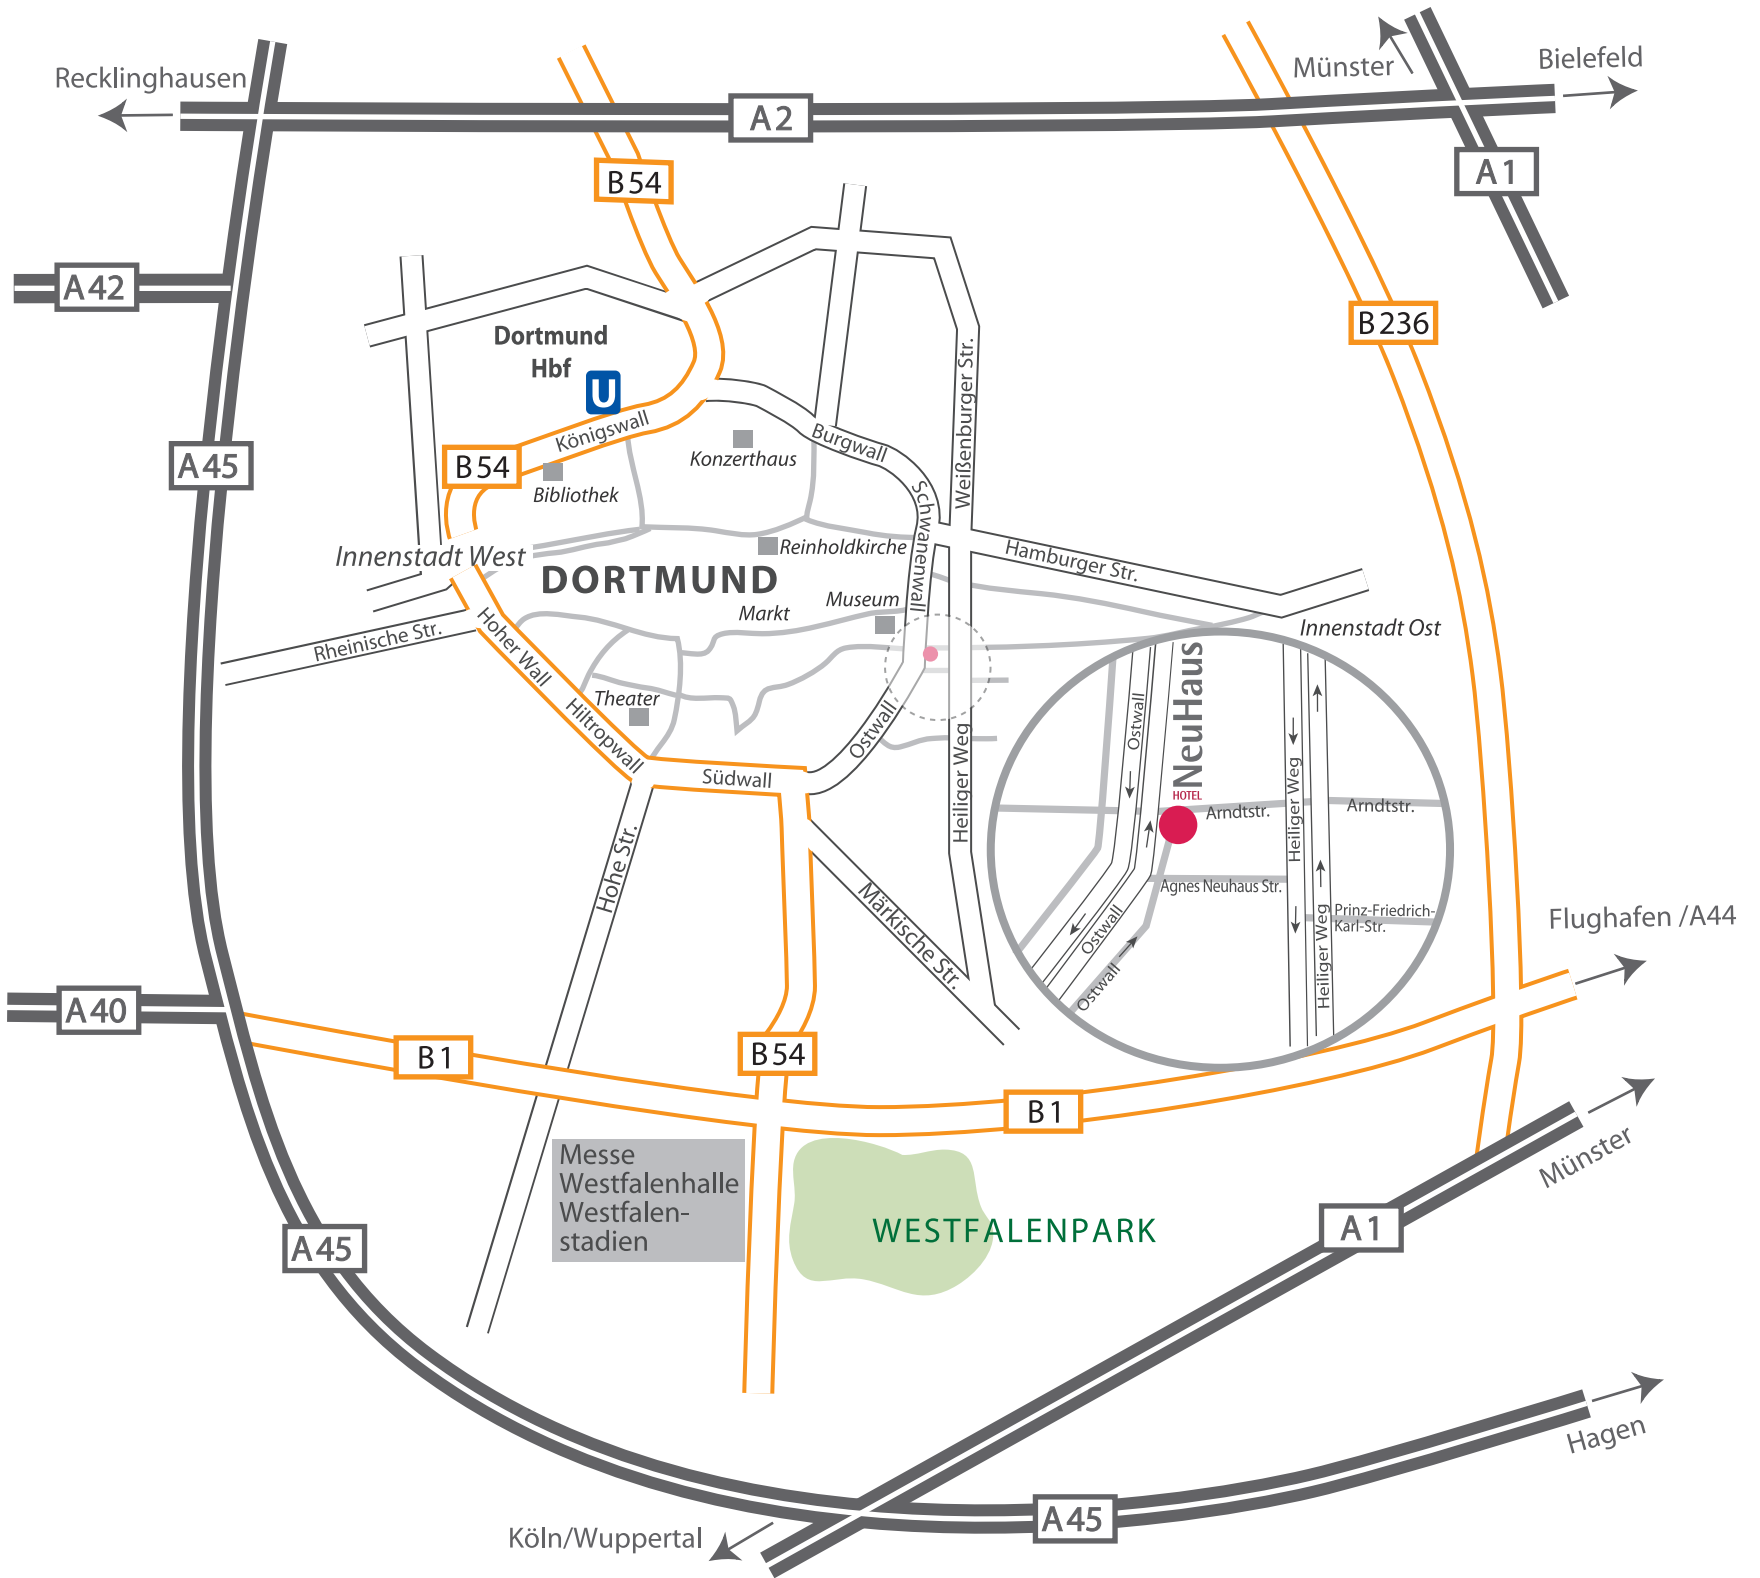 Recklinghausen
Münster
Bielefeld
A2
A1
B54
A42
B236
Dortmund
Hbf
U
Königswall
Konzerthaus
Burgwall
Weißenburger Str.
A45
B54
Bibliothek
Schwanenwall
Innenstadt West
Reinholdkirche
Hamburger Str.
DORTMUND
Markt
Museum
Innenstadt Ost
Rheinische Str.
Hoher Wall
Theater
Hiltropwall
Ostwall
Südwall
Heiliger Weg
Ostwall
NeuHaus
HOTEL
Arndtstr.
Arndtstr.
Heiliger Weg
Agnes Neuhaus Str.
Prinz-Friedrich-
Karl-Str.
Ostwall
Ostwall
Heiliger Weg
Hohe Str.
Märkische Str.
Flughafen /A44
A40
B1
B54
B1
Messe
Westfalenhalle
Westfalen-
stadien
WESTFALENPARK
Münster
A1
A45
Hagen
A45
Köln/Wuppertal